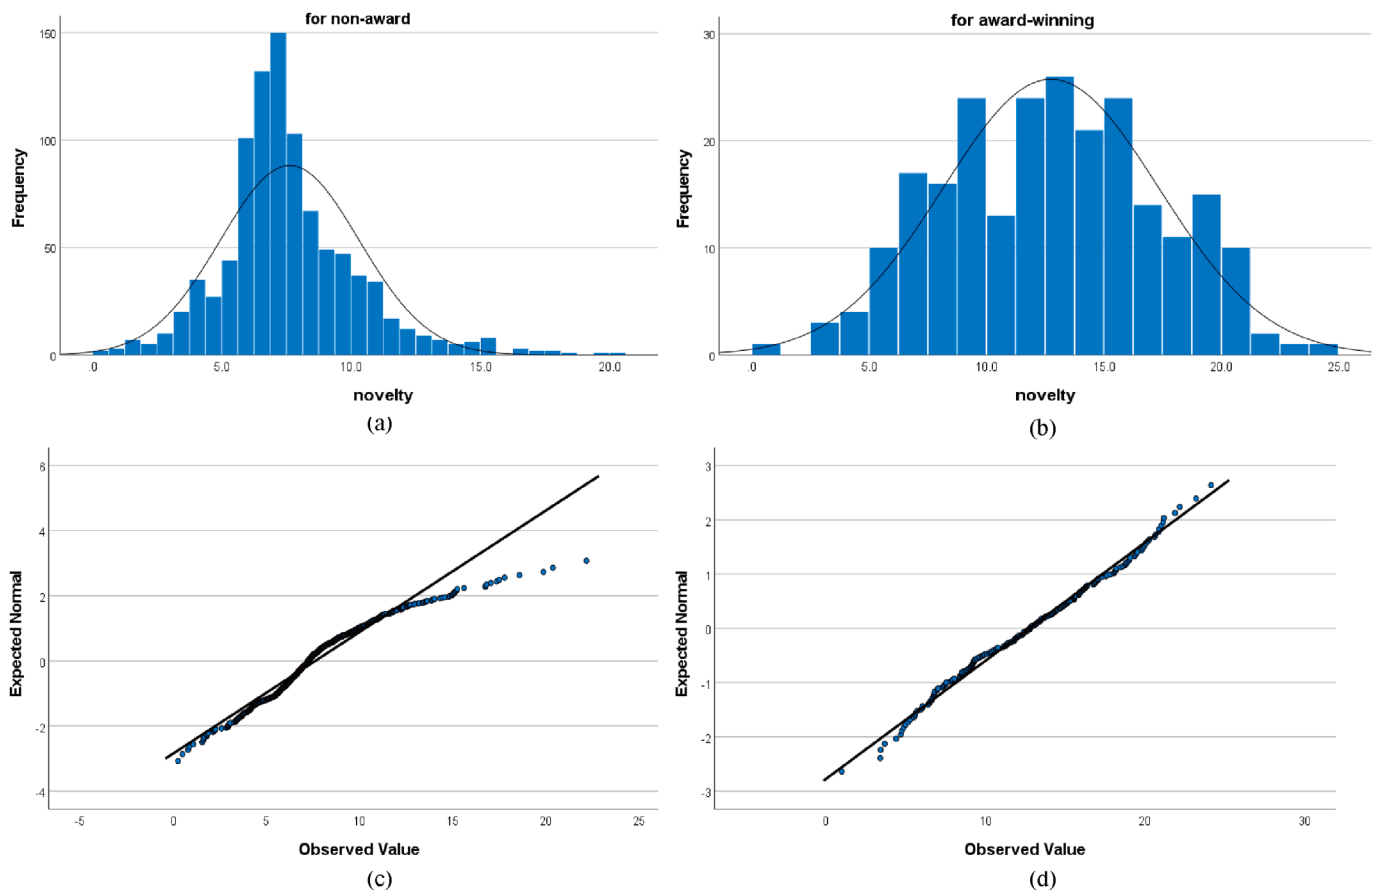 for non-award
150
100
50
0
Frequency
.0 5.0 10.0 15.0 20.0
novelty
(a)
for award-winning
30
20
10
0
Frequency
.0 5.0 10.0 15.0 20.0 25.0
novelty
(b)
6
4
2
0
-2
-4
Expected Normal
-5 0 5 10 15 20 25
Observed Value
(c)
3
2
1
0
-1
-2
-3
Expected Normal
0 10 20 30
Observed Value
(d)